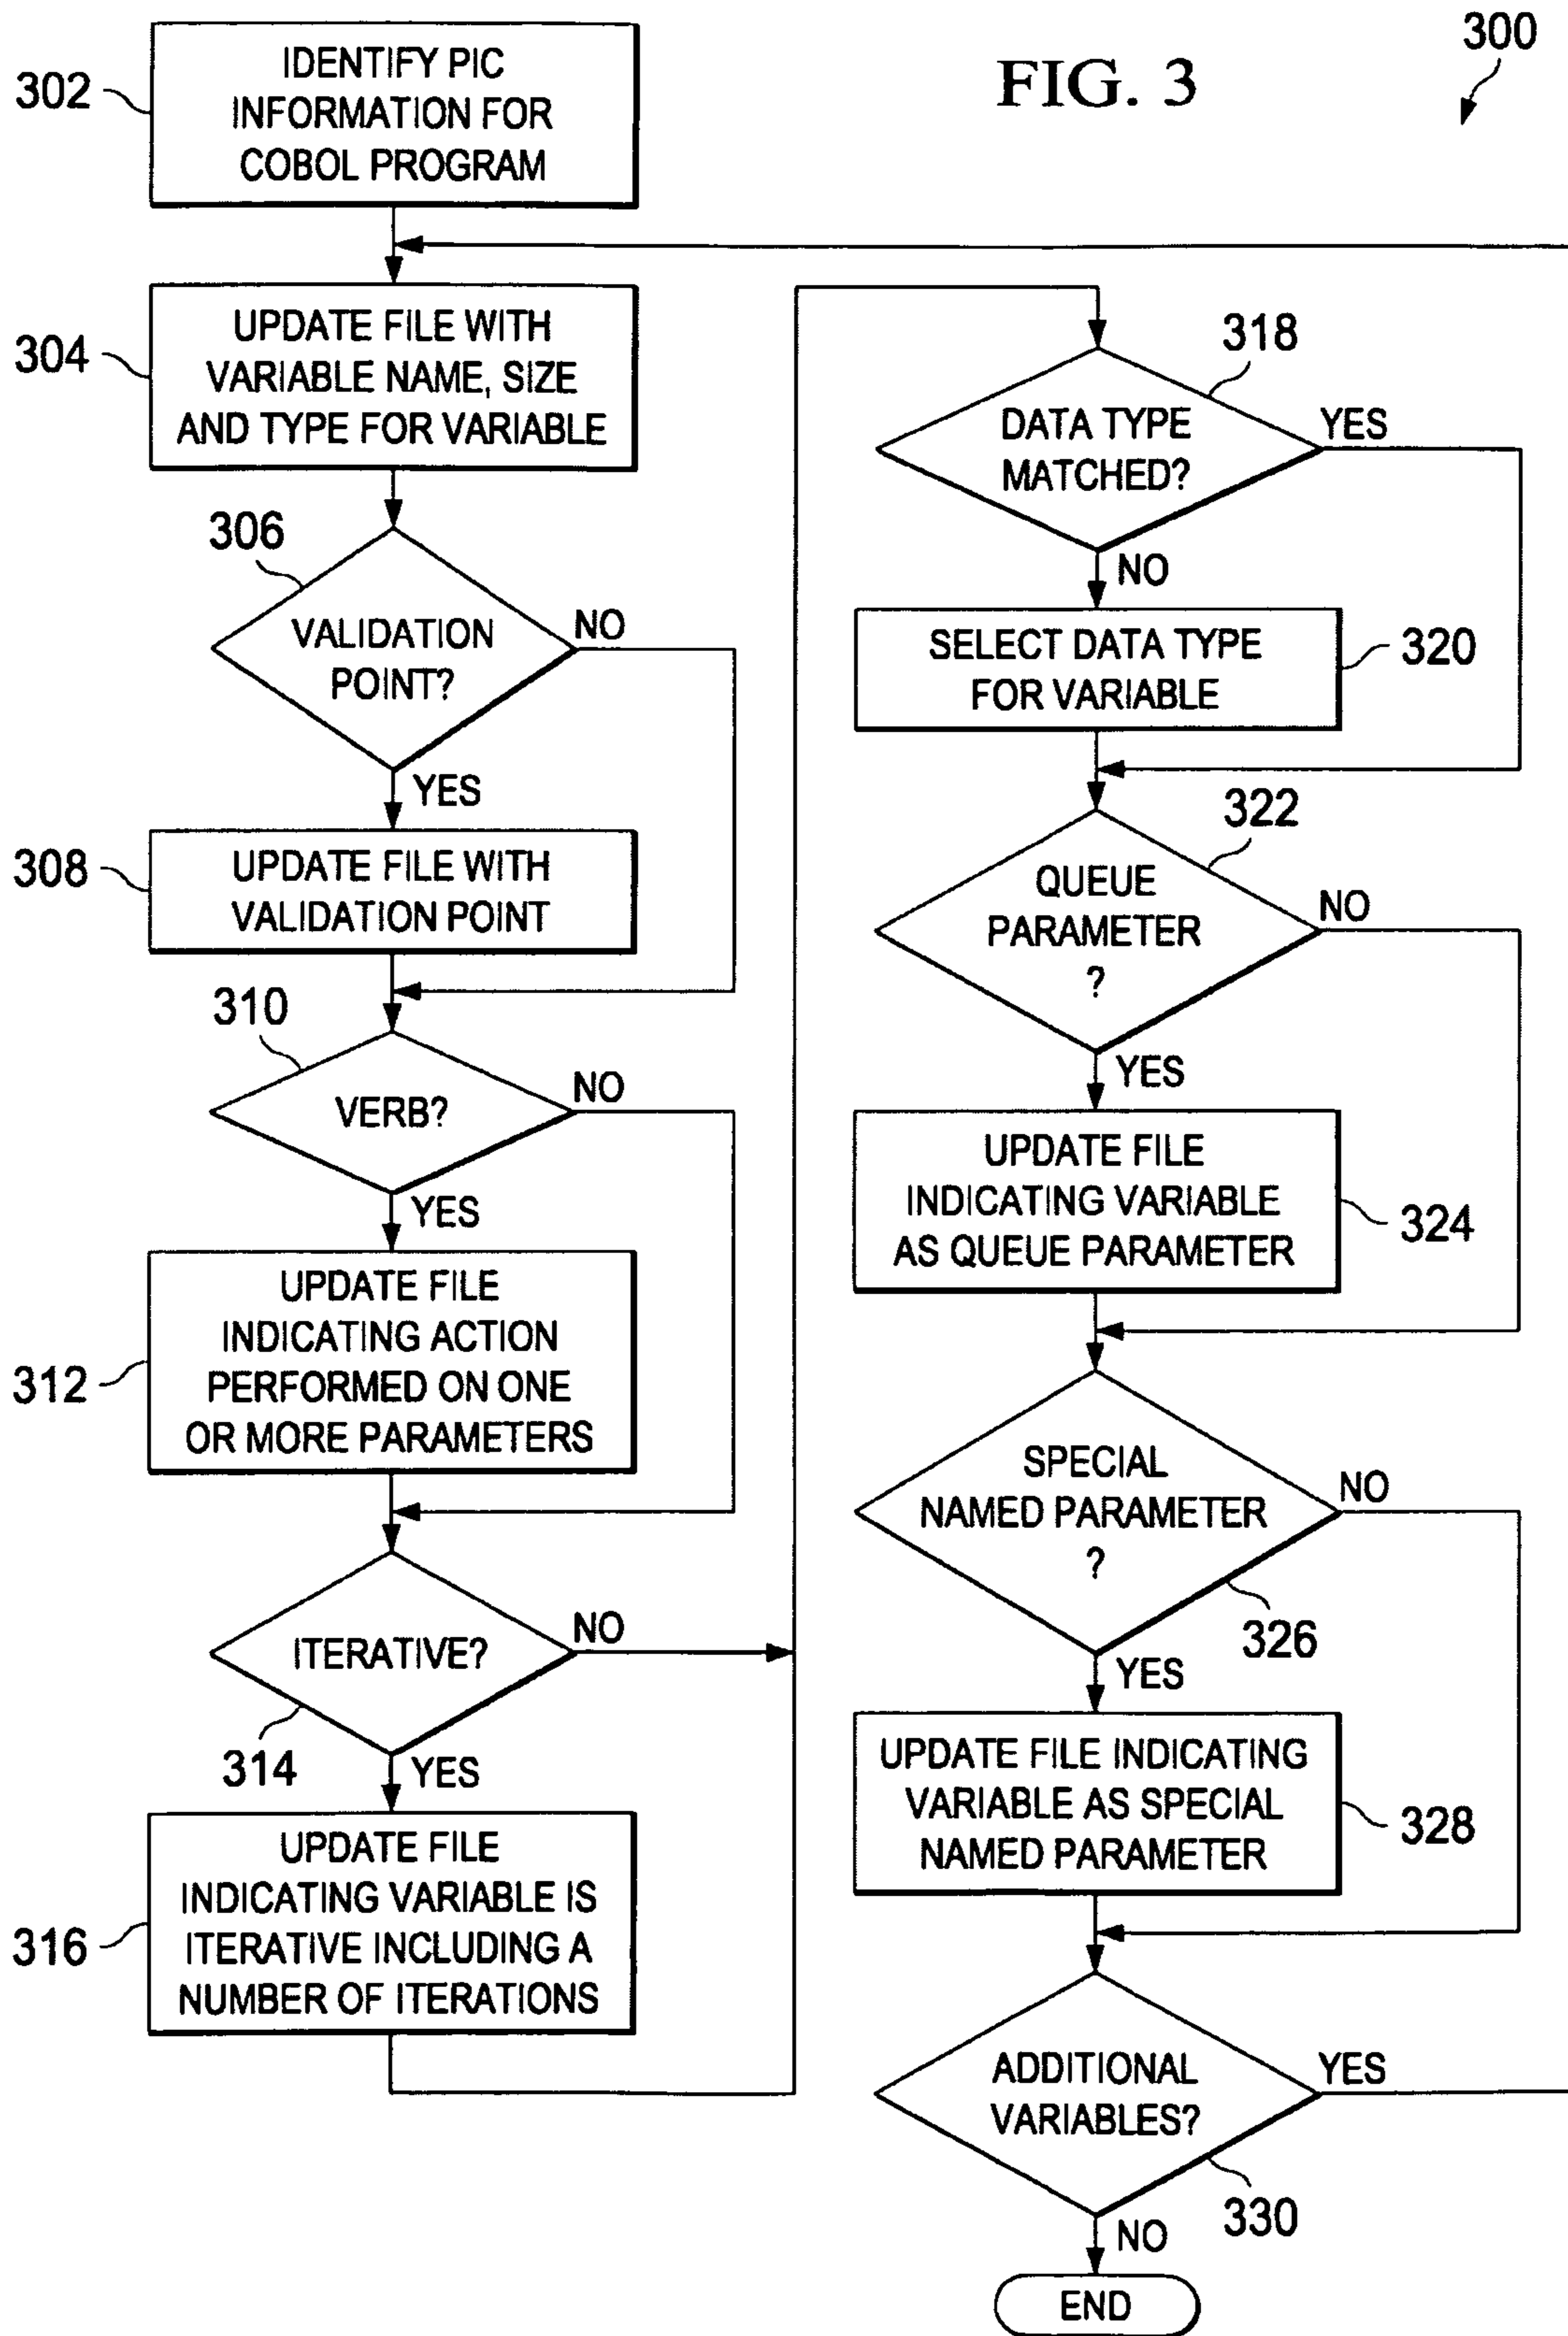 300
FIG. 3
302
IDENTIFY PIC
INFORMATION FOR
COBOL PROGRAM
304
UPDATE FILE WITH
VARIABLE NAME, SIZE
AND TYPE FOR VARIABLE
306
VALIDATION
POINT?
NO
YES
308
UPDATE FILE WITH
VALIDATION POINT
310
VERB?
NO
YES
312
UPDATE FILE
INDICATING ACTION
PERFORMED ON ONE
OR MORE PARAMETERS
ITERATIVE?
NO
314
YES
316
UPDATE FILE
INDICATING VARIABLE IS
ITERATIVE INCLUDING A
NUMBER OF ITERATIONS
318
DATA TYPE
MATCHED?
YES
NO
SELECT DATA TYPE
FOR VARIABLE
320
322
QUEUE
PARAMETER
?
NO
YES
UPDATE FILE
INDICATING VARIABLE
AS QUEUE PARAMETER
324
SPECIAL
NAMED PARAMETER
?
NO
326
YES
UPDATE FILE INDICATING
VARIABLE AS SPECIAL
NAMED PARAMETER
328
ADDITIONAL
VARIABLES?
YES
330
NO
END